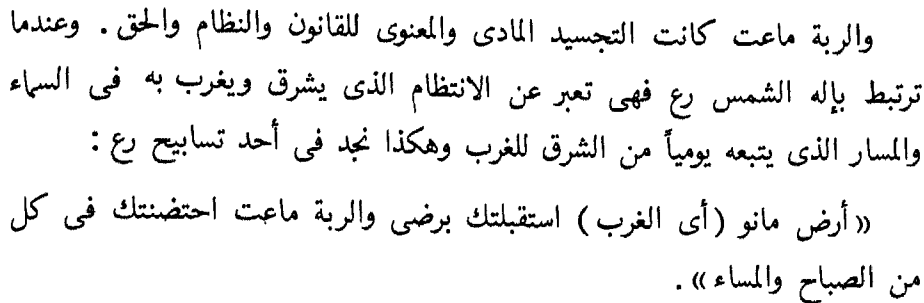 والربة ماعت كانت التجسيد المادى والمعنوى للقانون والنظام والحق . وعندما
ترتبط بإله الشمس رع فهى تعبر عن الانتظام الذى يشرق ويغرب به فى السماء
والمسار الذى يتبعه يومياً من الشرق للغرب وهكذا نجد فى أحد تسابيح رع :
« أرض مانو ( أى الغرب ) استقبلتك برضى والربة ماعت احتضنتك فى كل
من الصباح والمساء » .